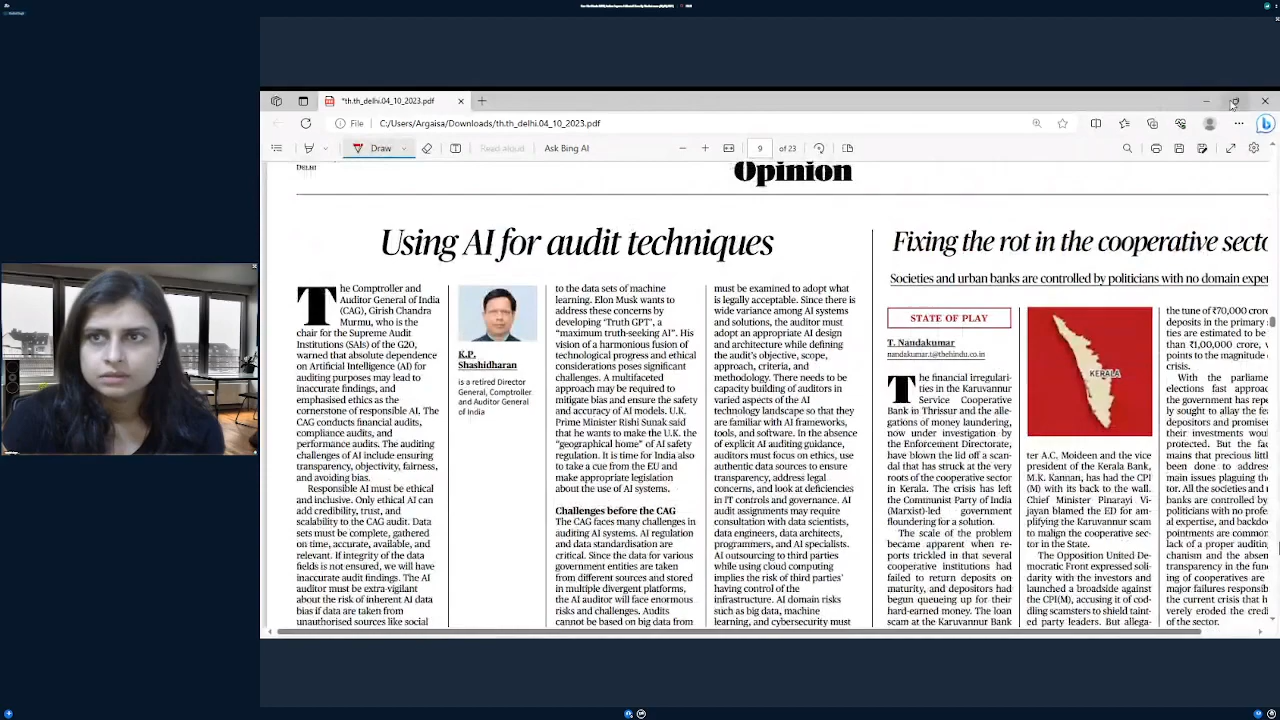 *th.th_delhi.04_10_2023.pdf
File
C:/Users/Argaisa/Downloads/th.th_delhi.04_10_2023.pdf
Draw
Read aloud
Ask Bing AI
9
of 23
DELHI
Opinion
Using AI for audit techniques
The Comptroller and
Auditor General of India
(CAG), Girish Chandra
Murmu, who is the
chair for the Supreme Audit
Institutions (SAIs) of the G20,
warned that absolute dependence
on Artificial Intelligence (AI) for
auditing purposes may lead to
inaccurate findings, and
emphasised ethics as the
cornerstone of responsible AI. The
CAG conducts financial audits,
compliance audits, and
performance audits. The auditing
challenges of AI include ensuring
transparency, objectivity, fairness,
and avoiding bias.
Responsible AI must be ethical
and inclusive. Only ethical AI can
add credibility, trust, and
scalability to the CAG audit. Data
sets must be complete, gathered
on time, accurate, available, and
relevant. If integrity of the data
fields is not ensured, we will have
inaccurate audit findings. The AI
auditor must be extra-vigilant
about the risk of inherent AI data
bias if data are taken from
unauthorised sources like social
K.P.
Shashidharan
is a retired Director
General, Comptroller
and Auditor General
of India
to the data sets of machine
learning. Elon Musk wants to
address these concerns by
developing 'Truth GPT', a
"maximum truth-seeking AI". His
vision of a harmonious fusion of
technological progress and ethical
considerations poses significant
challenges. A multifaceted
approach may be required to
mitigate bias and ensure the safety
and accuracy of AI models. U.K.
Prime Minister Rishi Sunak said
that he wants to make the U.K. the
"geographical home" of AI safety
regulation. It is time for India also
to take a cue from the EU and
make appropriate legislation
about the use of AI systems.
Challenges before the CAG
The CAG faces many challenges in
auditing AI systems. AI regulation
and data standardisation are
critical. Since the data for various
government entities are taken
from different sources and stored
in multiple divergent platforms,
the AI auditor will face enormous
risks and challenges. Audits
cannot be based on big data from
must be examined to adopt what
is legally acceptable. Since there is
wide variance among AI systems
and solutions, the auditor must
adopt an appropriate AI design
and architecture while defining
the audit's objective, scope,
approach, criteria, and
methodology. There needs to be
capacity building of auditors in
varied aspects of the AI
technology landscape so that they
are familiar with AI frameworks,
tools, and software. In the absence
of explicit AI auditing guidance,
auditors must focus on ethics, use
authentic data sources to ensure
transparency, address legal
concerns, and look at deficiencies
in IT controls and governance. AI
audit assignments may require
consultation with data scientists,
data engineers, data architects,
programmers, and AI specialists.
AI outsourcing to third parties
while using cloud computing
implies the risk of third parties'
having control of the
infrastructure. AI domain risks
such as big data, machine
learning, and cybersecurity must
Fixing the rot in the cooperative secto
Societies and urban banks are controlled by politicians with no domain exper
STATE OF PLAY
T. Nandakumar
nandakumar.t@thehindu.co.in
The financial irregulari-
ties in the Karuvannur
Service Cooperative
Bank in Thrissur and the alle-
gations of money laundering,
now under investigation by
the Enforcement Directorate,
have blown the lid off a scan-
dal that has struck at the very
roots of the cooperative sector
in Kerala. The crisis has left
the Communist Party of India
(Marxist)-led government
floundering for a solution.
The scale of the problem
became apparent when re-
ports trickled in that several
cooperative institutions had
failed to return deposits on
maturity, and depositors had
begun queuing up for their
hard-earned money. The loan
scam at the Karuvannur Bank
KERALA
ter A.C. Moideen and the vice
president of the Kerala Bank,
M.K. Kannan, has had the CPI
(M) with its back to the wall.
Chief Minister Pinarayi Vi-
jayan blamed the ED for am-
plifying the Karuvannur scam
to malign the cooperative sec-
tor in the State.
The Opposition United De-
mocratic Front expressed soli-
darity with the investors and
launched a broadside against
the CPI(M), accusing it of cod-
dling scamsters to shield taint-
ed party leaders. But allega-
the tune of ₹70,000 cror
deposits in the primary
ties are estimated to be
than ₹1,00,000 crore, w
points to the magnitude
crisis.
With the parliame
elections fast approac
the government has repe
ly sought to allay the fea
depositors and promise
their investments wou
protected. But the fac
mains that precious little
been done to address
main issues plaguing the
tor. All the societies and
banks are controlled by
politicians with no profes
al expertise, and backdo
pointments are common
lack of a proper auditing
chanism and the absen
transparency in the func
ing of cooperatives are
major failures responsib
the current crisis that h
verely eroded the credi
of the sector.